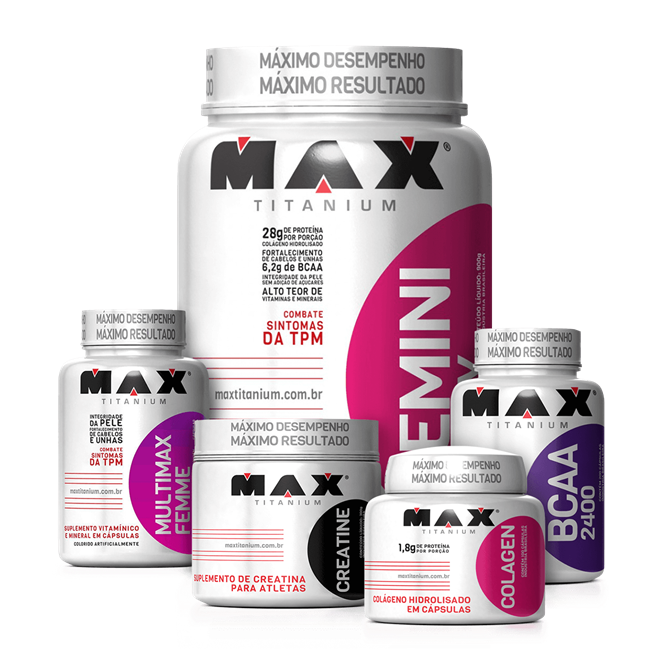 MÁXIMO DESEMPENHO
MÁXIMO RESULTADO
MAX®
TITANIUM
28g DE PROTEÍNA
POR PORÇÃO
COLÁGENO HIDROLISADO
FORTALECIMENTO
DE CABELOS E UNHAS
6,2g de BCAA
INTEGRIDADE DA PELE
SEM ADIÇÃO DE AÇUCARES
ALTO TEOR DE
VITAMINAS E MINERAIS
COMBATE
SINTOMAS
DA TPM
maxtitanium.com.br
EMINI
MÁXIMO DESEMPENHO
MÁXIMO RESULTADO
MAX
TITANIUM
INTEGRIDADE
DA PELE
FORTALECIMENTO
DE CABELOS
E UNHAS
COMBATE
SINTOMAS
DA TPM
maxtitanium.com.br
SUPLEMENTO VITAMÍNICO
E MINERAL EM CÁPSULAS
COLORIDO ARTIFICIALMENTE
MULTIMAX
FEMME
MÁXIMO DESEMPENHO
MÁXIMO RESULTADO
MAX
TITANIUM
maxtitanium.com.br
SUPLEMENTO DE CREATINA
PARA ATLETAS
CREATINE
MÁXIMO DESEMPENHO
MÁXIMO RESULTADO
MAX
TITANIUM
1,8g DE PROTEÍNA
POR PORÇÃO
maxtitanium.com.br
COLÁGENO HIDROLISADO
EM CÁPSULAS
COLAGEN
MÁXIMO DESEMPENHO
MÁXIMO RESULTADO
MAX
TITANIUM
BCAA
2400